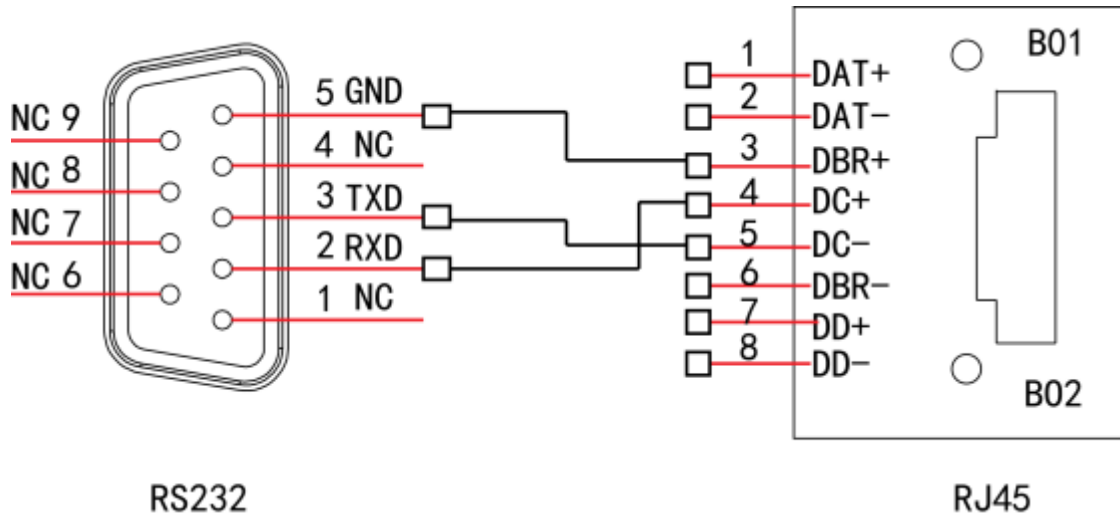 NC 9
NC 8
NC 7
NC 6
5 GND
4 NC
3 TXD
2 RXD
1 NC
1 DAT+
2 DAT-
3 DBR+
4 DC+
5 DC-
6 DBR-
7 DD+
8 DD-
B01
B02
RS232
RJ45